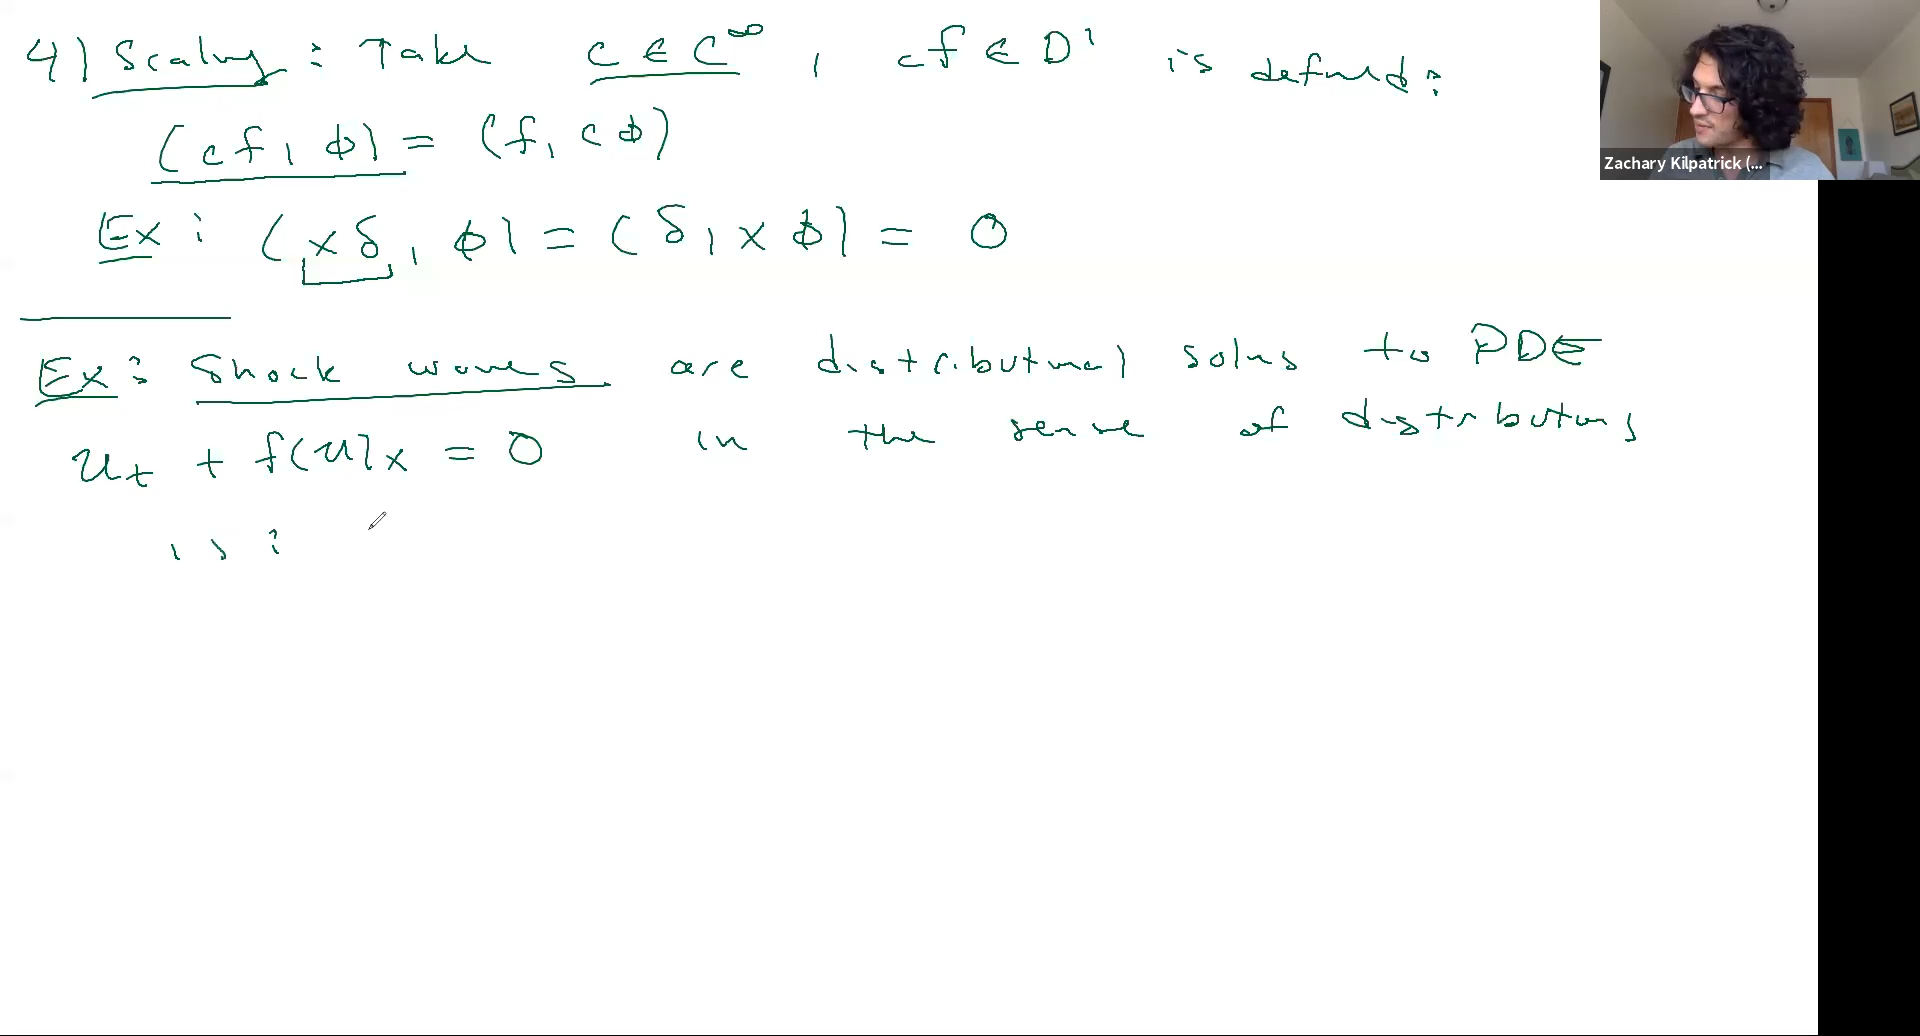 4) Scaling : Take c ∈ C^∞ , cf ∈ D' is defined:
(cf, φ) = (f, cφ)
Zachary Kilpatrick (...
Ex : (xδ, φ) = (δ, xφ) = 0
Ex : Shock waves are distributional solns to PDE
u_t + f(u)_x = 0 in the sense of distributions
is :